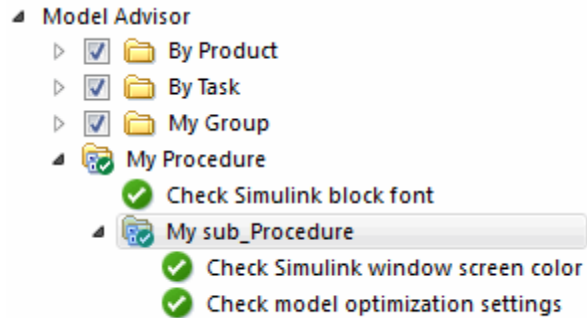 Model Advisor
By Product
By Task
My Group
My Procedure
Check Simulink block font
My sub_Procedure
Check Simulink window screen color
Check model optimization settings